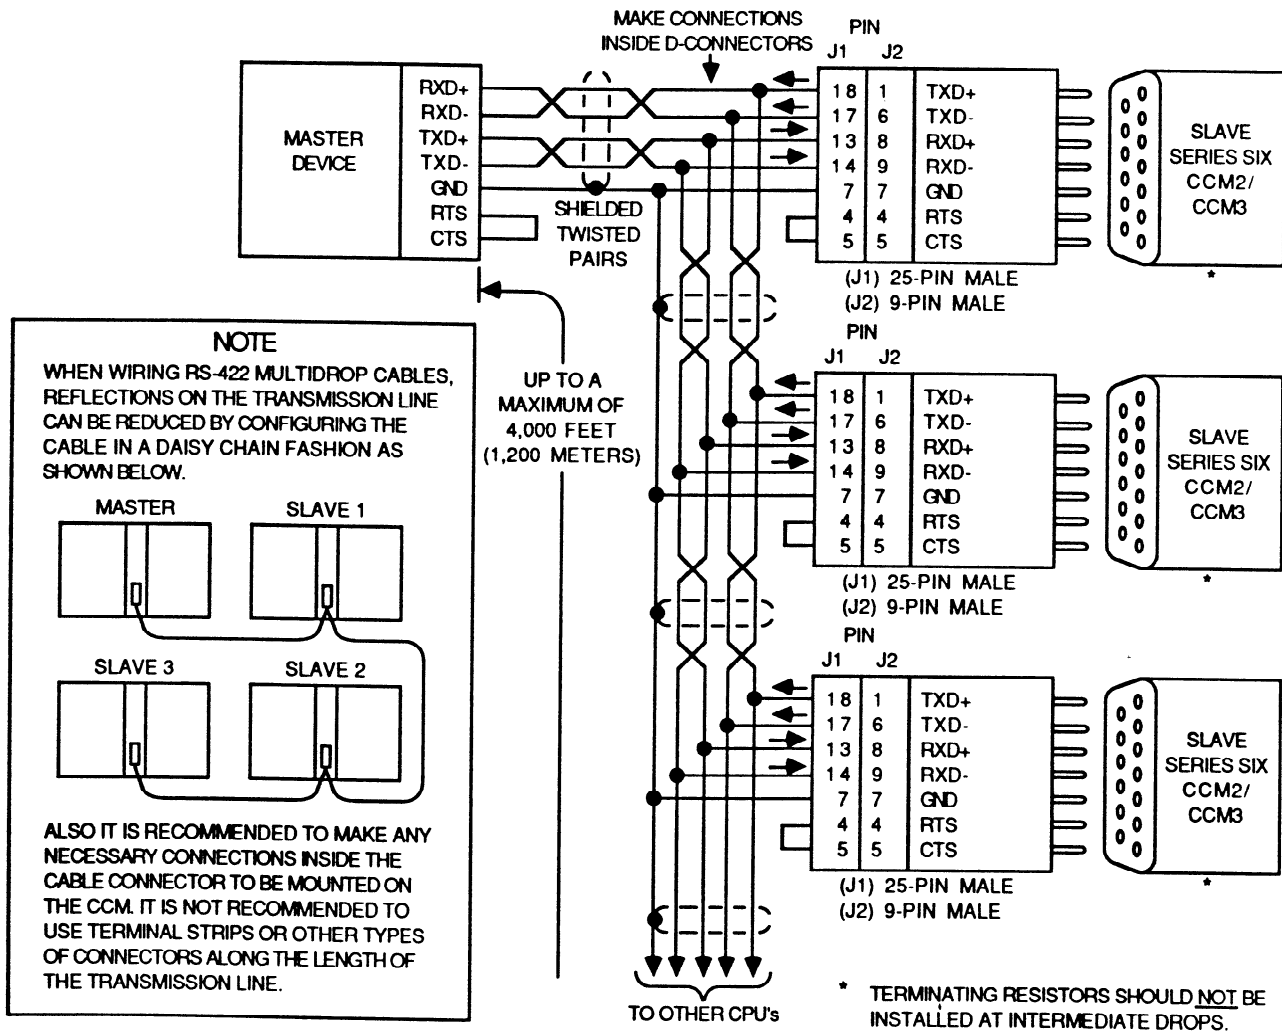 MAKE CONNECTIONS
INSIDE D-CONNECTORS
MASTER
DEVICE
RXD+
RXD-
TXD+
TXD-
GND
RTS
CTS
SHIELDED
TWISTED
PAIRS
PIN
J1 J2
18 1 TXD+
17 6 TXD-
13 8 RXD+
14 9 RXD-
7 7 GND
4 4 RTS
5 5 CTS
(J1) 25-PIN MALE
(J2) 9-PIN MALE
SLAVE
SERIES SIX
CCM2/
CCM3
*
UP TO A
MAXIMUM OF
4,000 FEET
(1,200 METERS)
PIN
J1 J2
18 1 TXD+
17 6 TXD-
13 8 RXD+
14 9 RXD-
7 7 GND
4 4 RTS
5 5 CTS
(J1) 25-PIN MALE
(J2) 9-PIN MALE
SLAVE
SERIES SIX
CCM2/
CCM3
*
PIN
J1 J2
18 1 TXD+
17 6 TXD-
13 8 RXD+
14 9 RXD-
7 7 GND
4 4 RTS
5 5 CTS
(J1) 25-PIN MALE
(J2) 9-PIN MALE
SLAVE
SERIES SIX
CCM2/
CCM3
*
TO OTHER CPU's
* TERMINATING RESISTORS SHOULD NOT BE
INSTALLED AT INTERMEDIATE DROPS.
NOTE
WHEN WIRING RS-422 MULTIDROP CABLES,
REFLECTIONS ON THE TRANSMISSION LINE
CAN BE REDUCED BY CONFIGURING THE
CABLE IN A DAISY CHAIN FASHION AS
SHOWN BELOW.
MASTER
SLAVE 1
SLAVE 3
SLAVE 2
ALSO IT IS RECOMMENDED TO MAKE ANY
NECESSARY CONNECTIONS INSIDE THE
CABLE CONNECTOR TO BE MOUNTED ON
THE CCM. IT IS NOT RECOMMENDED TO
USE TERMINAL STRIPS OR OTHER TYPES
OF CONNECTORS ALONG THE LENGTH OF
THE TRANSMISSION LINE.